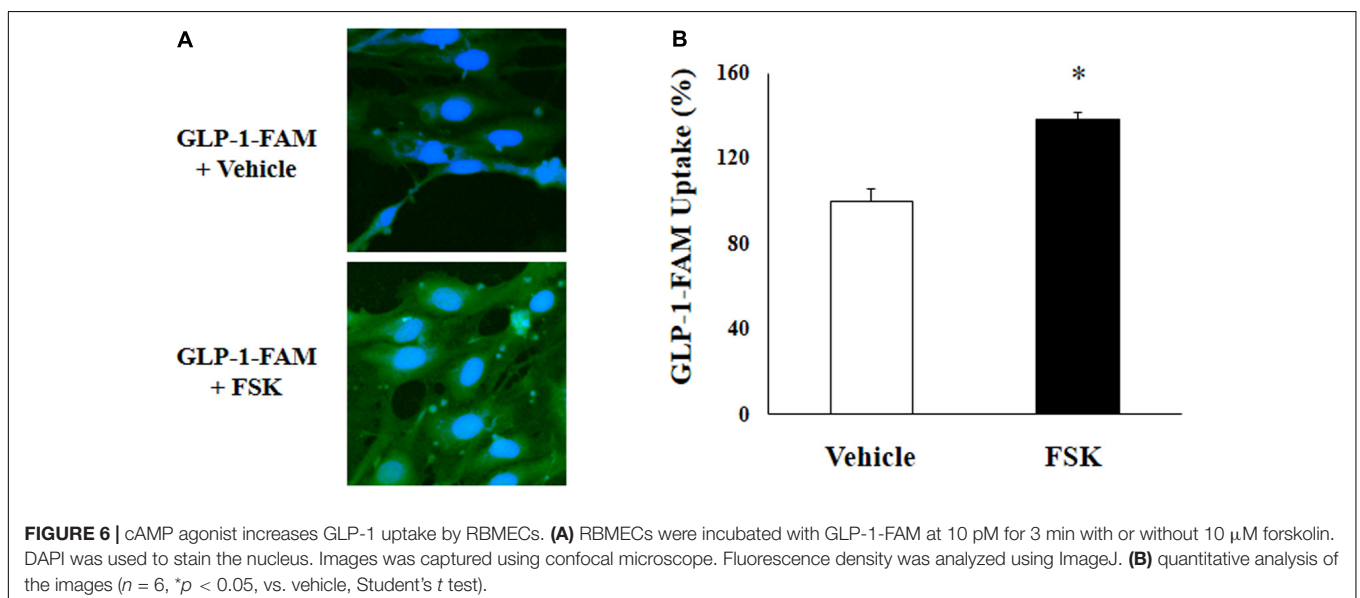 A
GLP-1-FAM
+ Vehicle
GLP-1-FAM
+ FSK
B
GLP-1-FAM Uptake (%)
160
120
80
40
0
*
Vehicle
FSK
FIGURE 6 | cAMP agonist increases GLP-1 uptake by RBMECs. (A) RBMECs were incubated with GLP-1-FAM at 10 pM for 3 min with or without 10 μM forskolin.
DAPI was used to stain the nucleus. Images was captured using confocal microscope. Fluorescence density was analyzed using ImageJ. (B) quantitative analysis of
the images (n = 6, *p < 0.05, vs. vehicle, Student's t test).